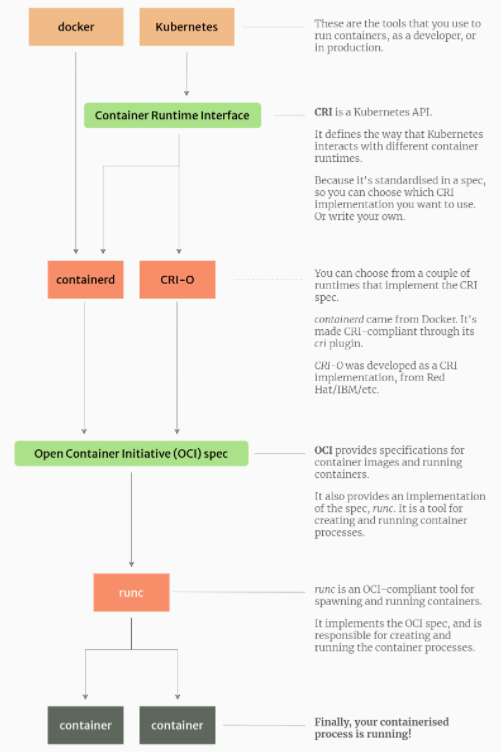 docker
Kubernetes
These are the tools that you use to
run containers, as a developer, or
in production.
Container Runtime Interface
CRI is a Kubernetes API.
It defines the way that Kubernetes
interacts with different container
runtimes.
Because it's standardised in a spec,
so you can choose which CRI
implementation you want to use.
Or write your own.
containerd
CRI-O
You can choose from a couple of
runtimes that implement the CRI
spec.
containerd came from Docker. It's
made CRI-compliant through its
cri plugin.
CRI-O was developed as a CRI
implementation, from Red
Hat/IBM/etc.
Open Container Initiative (OCI) spec
OCI provides specifications for
container images and running
containers.
It also provides an implementation
of the spec, runc. It is a tool for
creating and running container
processes.
runc
runc is an OCI-compliant tool for
spawning and running containers.
It implements the OCI spec, and is
responsible for creating and
running the container processes.
container
container
Finally, your containerised
process is running!